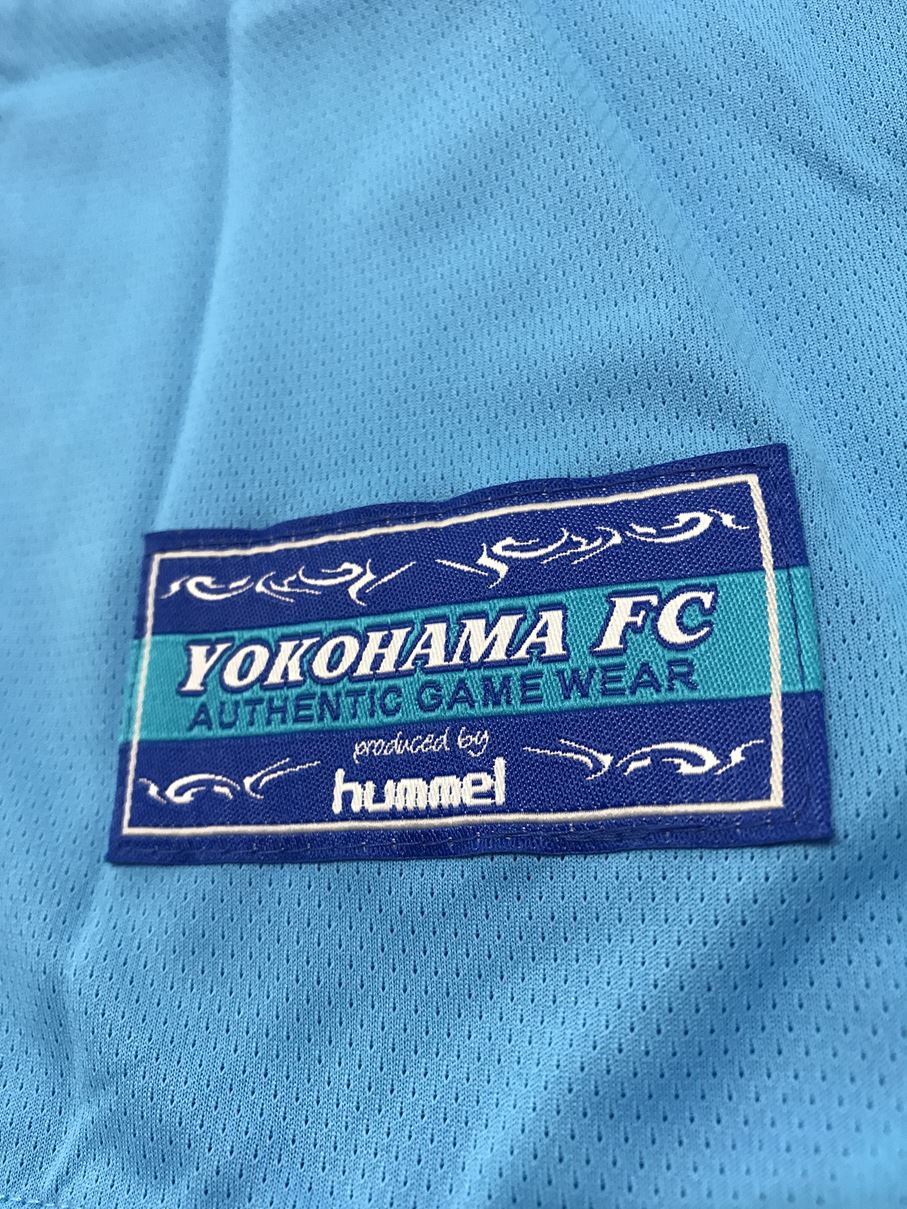 YOKOHAMA FC
AUTHENTIC GAME WEAR
produced by
hummel